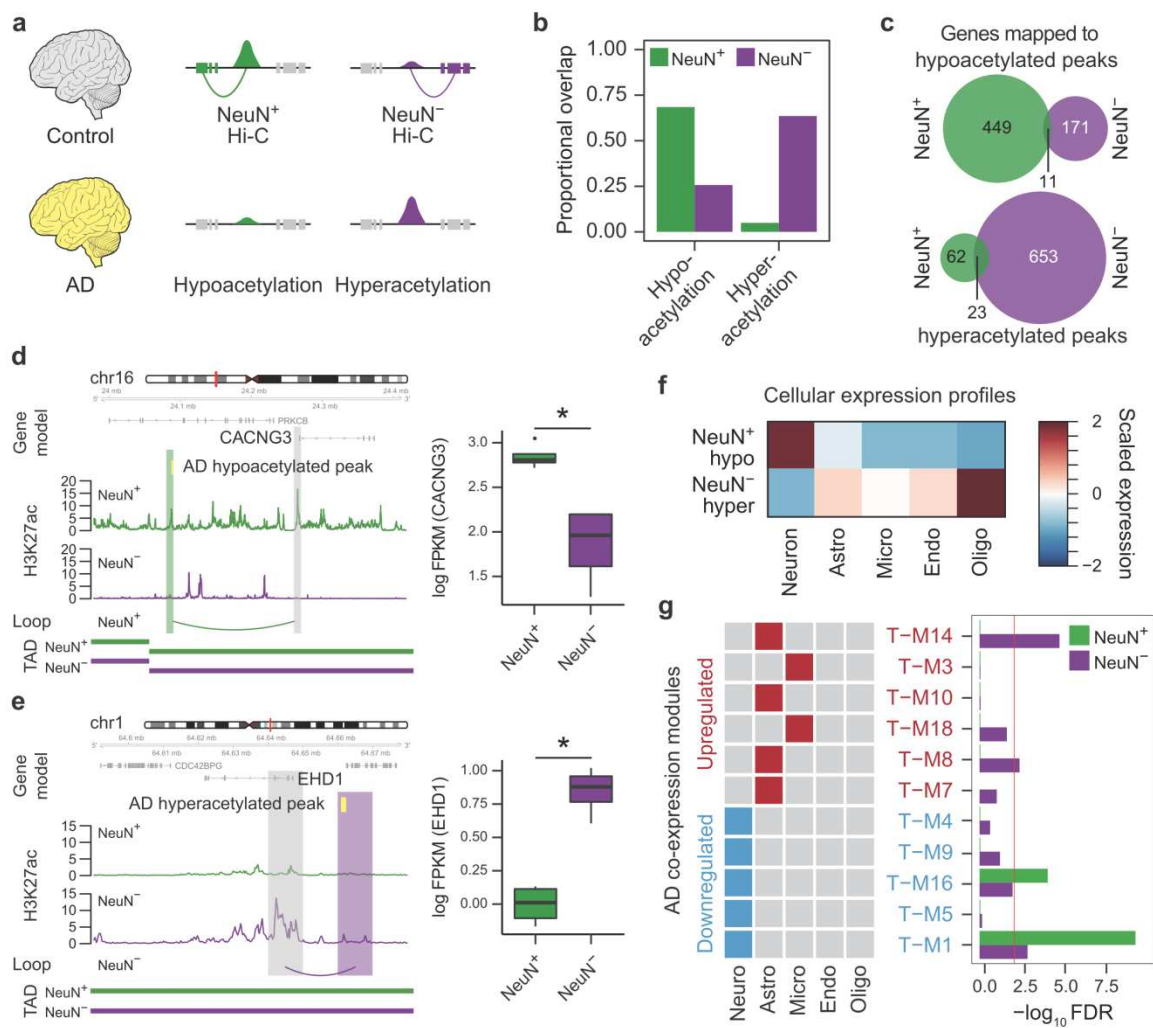 a
Control
NeuN+
Hi-C
NeuN−
Hi-C
AD
Hypoacetylation
Hyperacetylation
b
1.00
0.75
0.50
0.25
0.00
Proportional overlap
NeuN+
NeuN−
Hypo-
acetylation
Hyper-
acetylation
c
Genes mapped to
hypoacetylated peaks
NeuN+
449
171
NeuN−
11
NeuN+
62
653
NeuN−
23
hyperacetylated peaks
d
chr16
24 mb
24.2 mb
24.4 mb
5'
3'
24.1 mb
24.3 mb
Gene
model
PRKCB
CACNG3
AD hypoacetylated peak
H3K27ac
20
15
10
5
0
NeuN+
20
15
10
5
0
NeuN−
Loop
NeuN+
TAD
NeuN+
NeuN−
log FPKM (CACNG3)
3.0
2.5
2.0
1.5
*
NeuN+
NeuN−
e
chr1
64.6 mb
64.62 mb
64.64 mb
64.66 mb
5'
3'
64.61 mb
64.63 mb
64.65 mb
64.67 mb
Gene
model
CDC42BPG
EHD1
AD hyperacetylated peak
H3K27ac
15
10
5
0
NeuN+
15
10
5
0
NeuN−
Loop
NeuN−
TAD
NeuN+
NeuN−
log FPKM (EHD1)
1.00
0.75
0.50
0.25
0.00
*
NeuN+
NeuN−
f
Cellular expression profiles
NeuN+
hypo
NeuN−
hyper
Neuron
Astro
Micro
Endo
Oligo
2
0
−2
Scaled expression
g
AD co-expression modules
Upregulated
Downregulated
Neuro
Astro
Micro
Endo
Oligo
T−M14
T−M3
T−M10
T−M18
T−M8
T−M7
T−M4
T−M9
T−M16
T−M5
T−M1
NeuN+
NeuN−
0.0
2.5
5.0
7.5
−log10 FDR